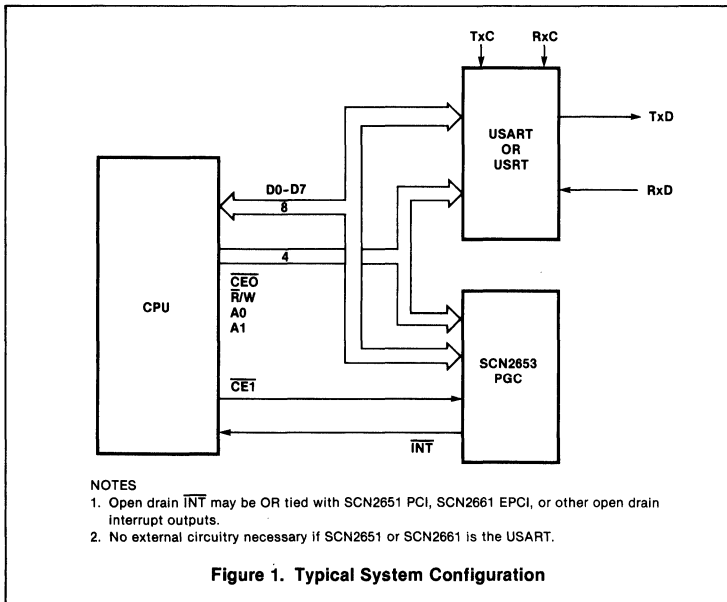 TxC RxC
USART
OR
USRT
TxD
RxD
D0-D7
8
4
CPU
CE0
R/W
A0
A1
SCN2653
PGC
CE1
INT
NOTES
1. Open drain INT may be OR tied with SCN2651 PCI, SCN2661 EPCI, or other open drain
interrupt outputs.
2. No external circuitry necessary if SCN2651 or SCN2661 is the USART.
Figure 1. Typical System Configuration